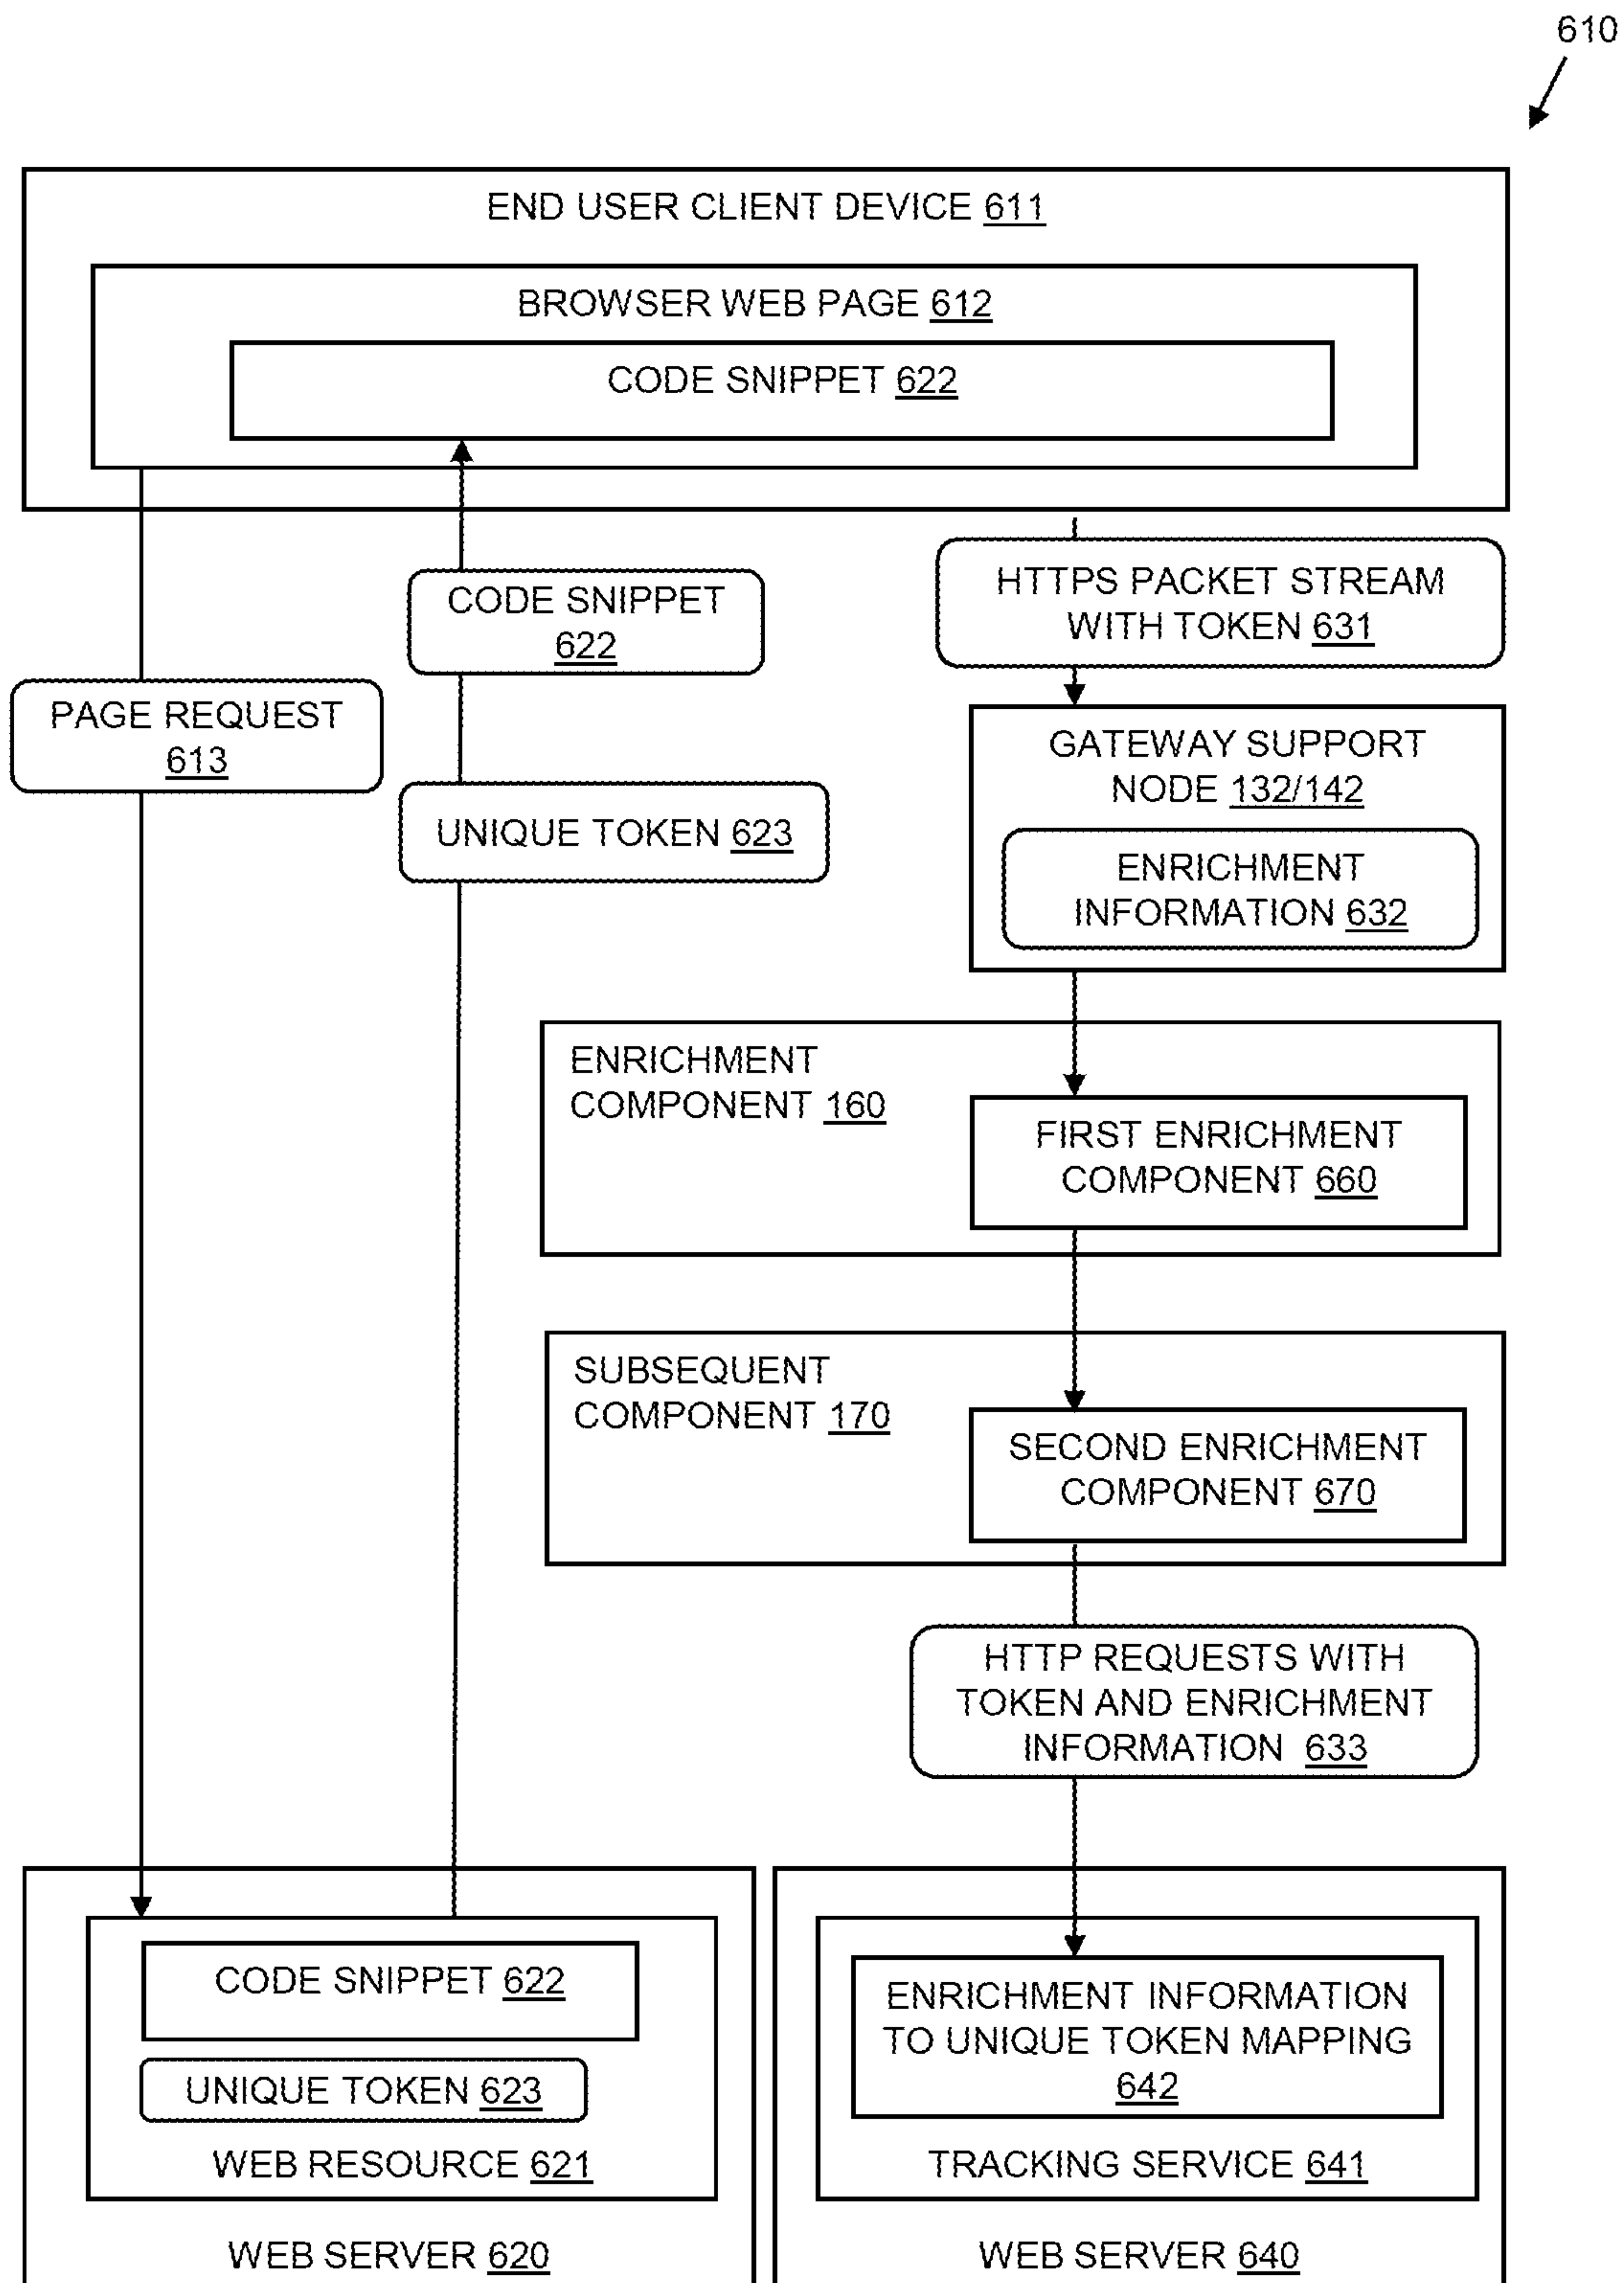 610
END USER CLIENT DEVICE 611
BROWSER WEB PAGE 612
CODE SNIPPET 622
CODE SNIPPET
622
HTTPS PACKET STREAM
WITH TOKEN 631
PAGE REQUEST
613
UNIQUE TOKEN 623
GATEWAY SUPPORT
NODE 132/142
ENRICHMENT
INFORMATION 632
ENRICHMENT
COMPONENT 160
FIRST ENRICHMENT
COMPONENT 660
SUBSEQUENT
COMPONENT 170
SECOND ENRICHMENT
COMPONENT 670
HTTP REQUESTS WITH
TOKEN AND ENRICHMENT
INFORMATION 633
CODE SNIPPET 622
UNIQUE TOKEN 623
WEB RESOURCE 621
WEB SERVER 620
ENRICHMENT INFORMATION
TO UNIQUE TOKEN MAPPING
642
TRACKING SERVICE 641
WEB SERVER 640